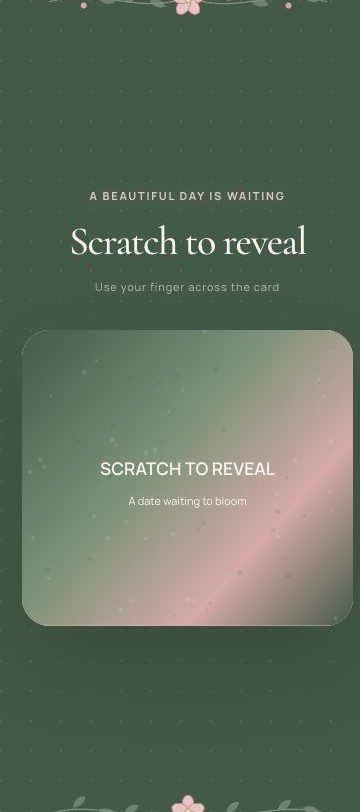 A BEAUTIFUL DAY IS WAITING
Scratch to reveal
Use your finger across the card
SCRATCH TO REVEAL
A date waiting to bloom